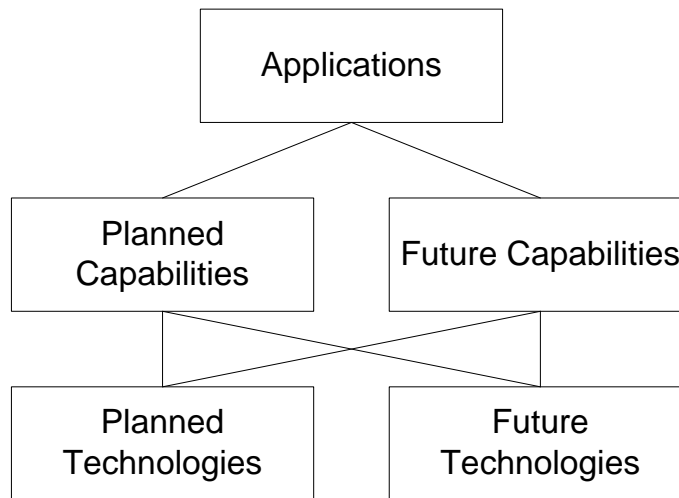 Applications
Planned
Capabilities
Future Capabilities
Planned
Technologies
Future
Technologies